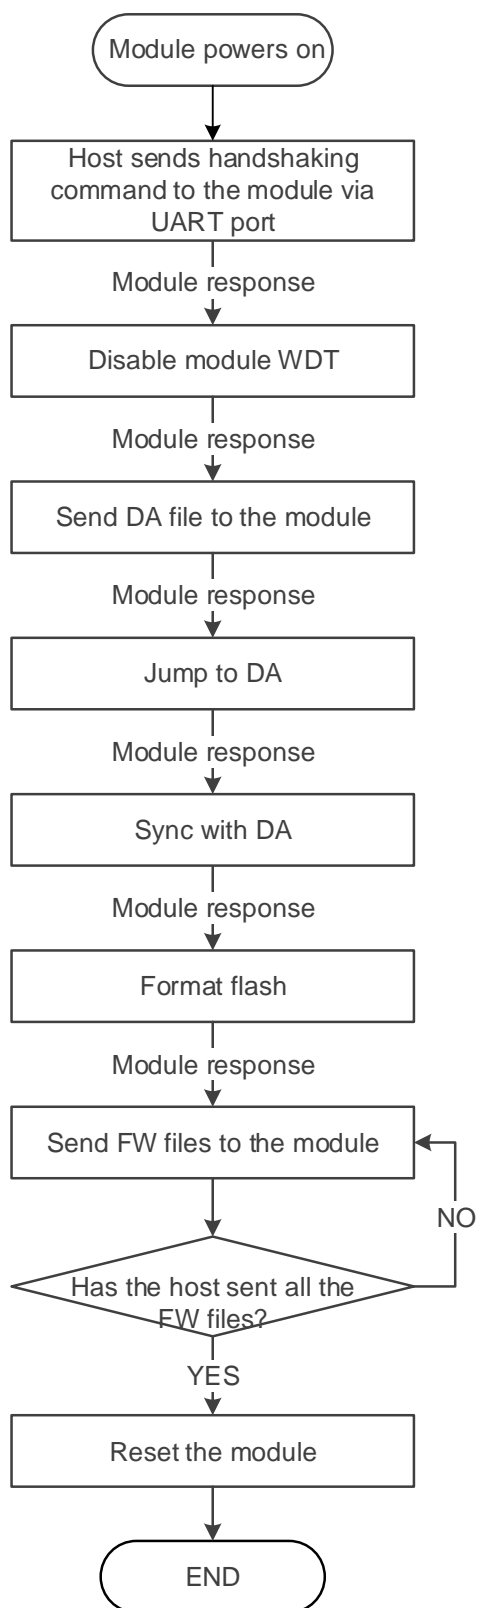 Module powers on
Host sends handshaking
command to the module via
UART port
Module response
Disable module WDT
Module response
Send DA file to the module
Module response
Jump to DA
Module response
Sync with DA
Module response
Format flash
Module response
Send FW files to the module
NO
Has the host sent all the
FW files?
YES
Reset the module
END